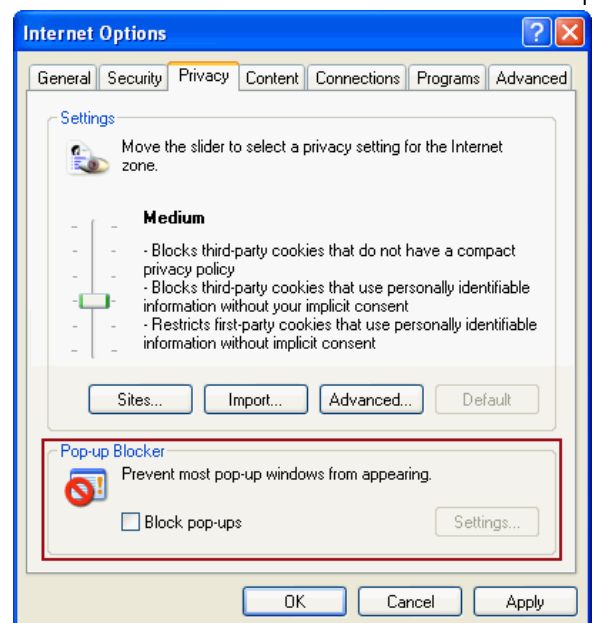 Internet Options
General Security Privacy Content Connections Programs Advanced
Settings
Move the slider to select a privacy setting for the Internet
zone.
Medium
- Blocks third-party cookies that do not have a compact
privacy policy
- Blocks third-party cookies that use personally identifiable
information without your implicit consent
- Restricts first-party cookies that use personally identifiable
information without implicit consent
Sites... Import... Advanced... Default
Pop-up Blocker
Prevent most pop-up windows from appearing.
Block pop-ups Settings...
OK Cancel Apply